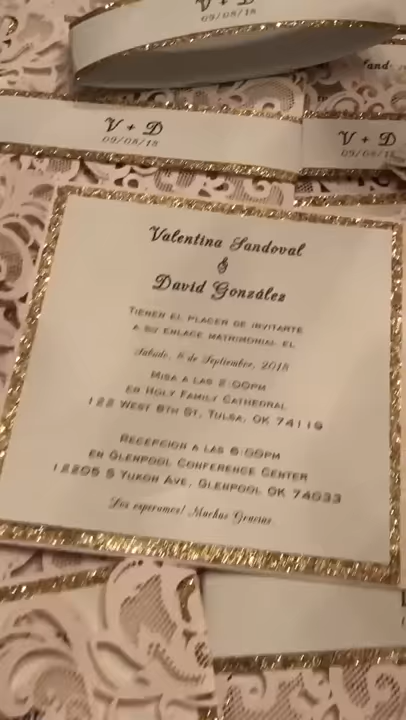 V + D
09/08/18
V + D
09/08/18
V + D
09/08/18
Valentina Sandoval
&
David González
Tienen el placer de invitarte
a su enlace matrimonial el
Sabado, 8 de Septiembre, 2018
Misa a las 2:00pm
en Holy Family Cathedral
122 West 8th St, Tulsa, OK 74119
Recepcion a las 6:00pm
en Glenpool Conference Center
12205 S Yukon Ave, Glenpool OK 74033
Los esperamos! Muchas Gracias